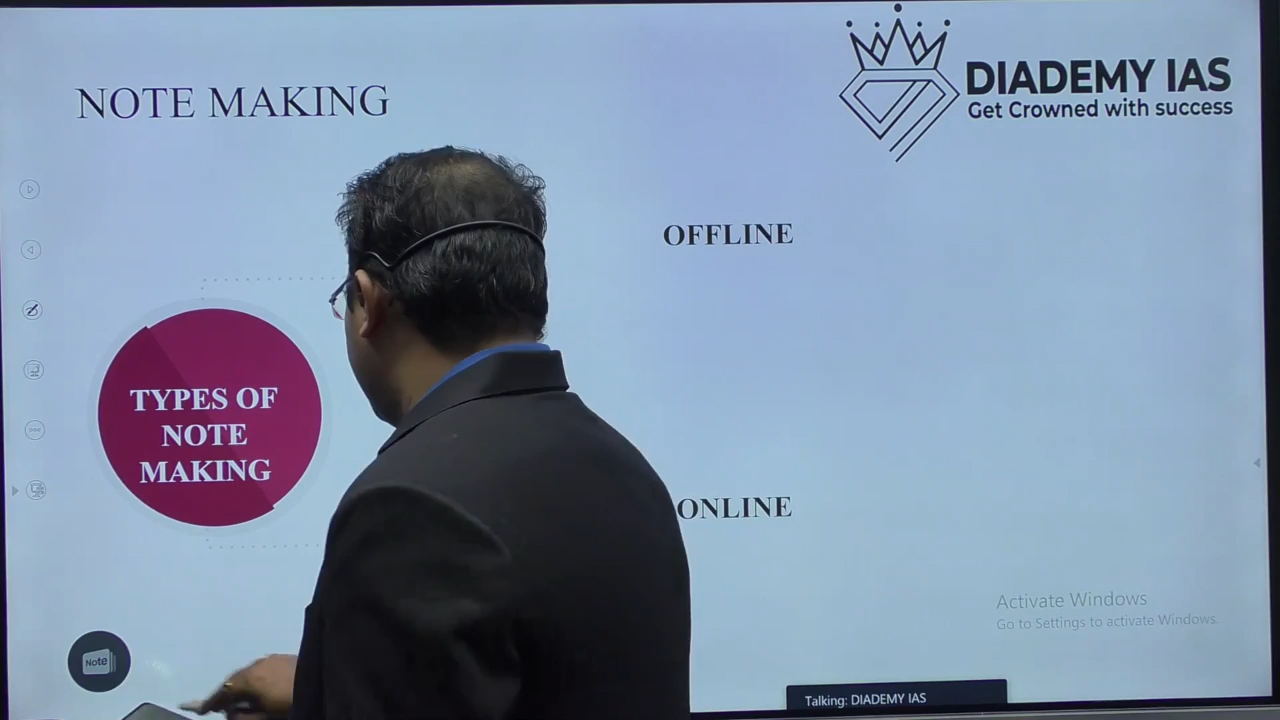 NOTE MAKING
DIADEMY IAS
Get Crowned with success
OFFLINE
TYPES OF
NOTE
MAKING
ONLINE
Activate Windows
Go to Settings to activate Windows.
Note
Talking: DIADEMY IAS